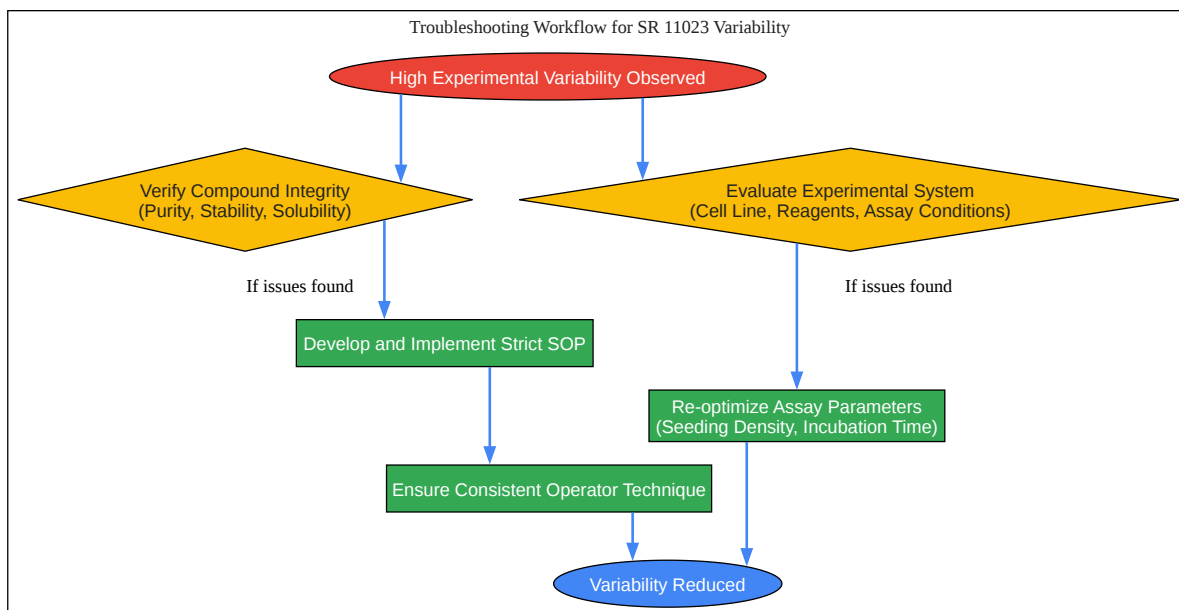 Troubleshooting Workflow for SR 11023 Variability
High Experimental Variability Observed
Verify Compound Integrity
(Purity, Stability, Solubility)
Evaluate Experimental System
(Cell Line, Reagents, Assay Conditions)
If issues found
If issues found
Develop and Implement Strict SOP
Re-optimize Assay Parameters
(Seeding Density, Incubation Time)
Ensure Consistent Operator Technique
Variability Reduced